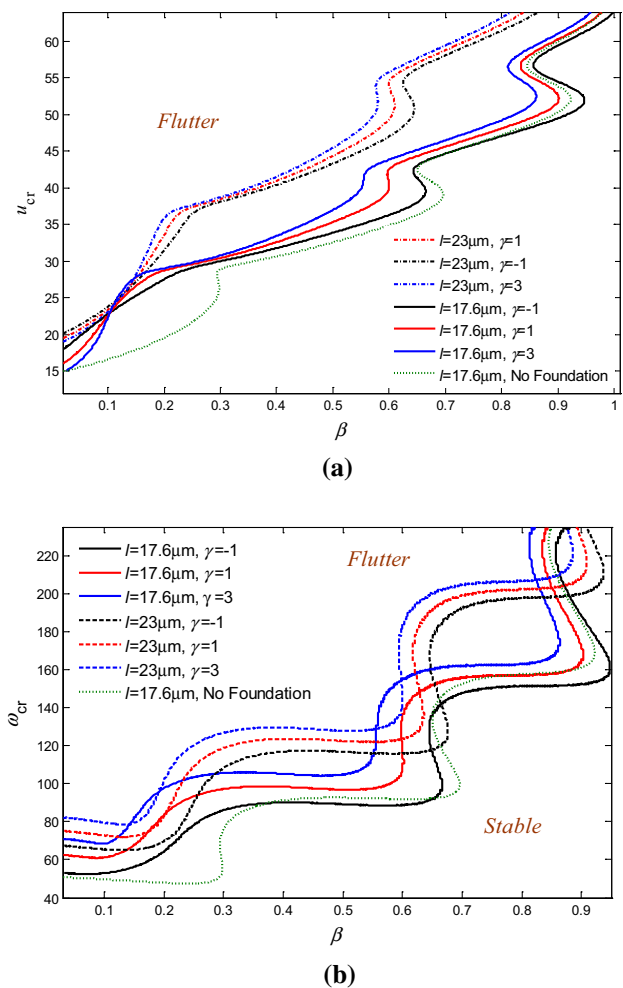 60
55
50
45
40
35
30
25
20
15
u_cr
Flutter
l=23μm, γ=1
l=23μm, γ=-1
l=23μm, γ=3
l=17.6μm, γ=-1
l=17.6μm, γ=1
l=17.6μm, γ=3
l=17.6μm, No Foundation
0.1 0.2 0.3 0.4 0.5 0.6 0.7 0.8 0.9 1
β
(a)
220
200
180
160
140
120
100
80
60
40
ω_cr
l=17.6μm, γ=-1
l=17.6μm, γ=1
l=17.6μm, γ=3
l=23μm, γ=-1
l=23μm, γ=1
l=23μm, γ=3
l=17.6μm, No Foundation
Flutter
Stable
0.1 0.2 0.3 0.4 0.5 0.6 0.7 0.8 0.9
β
(b)